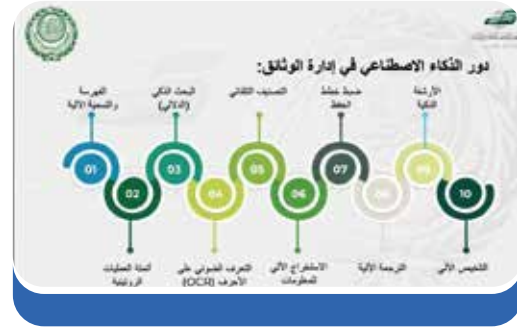 دور الذكاء الاصطناعي في إدارة الوثائق:
الفهرسة
والتسمية الآلية
البحث الذكي
(الدلالي)
التصنيف التلقائي
ضبط خطط
الحفظ
الأرشفة
الذكية
01
02
03
04
05
06
07
08
09
10
أتمتة العمليات
الروتينية
التعرف الضوئي على
الأحرف (OCR)
الاستخراج الآلي
للمعلومات
الترجمة الآلية
التلخيص الآلي